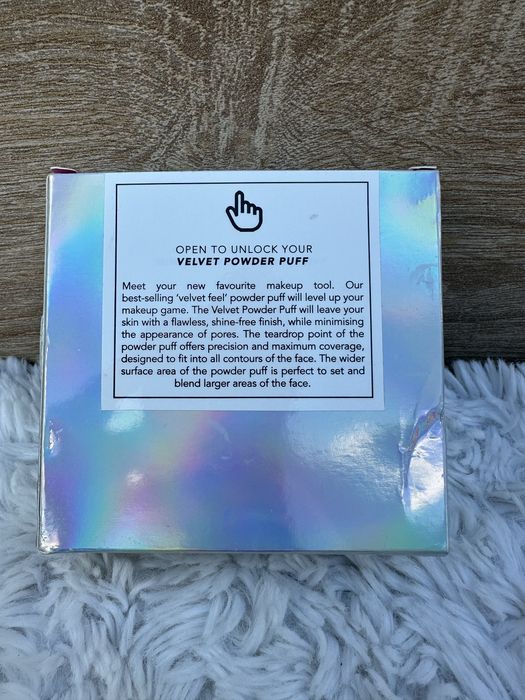 OPEN TO UNLOCK YOUR
VELVET POWDER PUFF
Meet your new favourite makeup tool. Our
best-selling 'velvet feel' powder puff will level up your
makeup game. The Velvet Powder Puff will leave your
skin with a flawless, shine-free finish, while minimising
the appearance of pores. The teardrop point of the
powder puff offers precision and maximum coverage,
designed to fit into all contours of the face. The wider
surface area of the powder puff is perfect to set and
blend larger areas of the face.